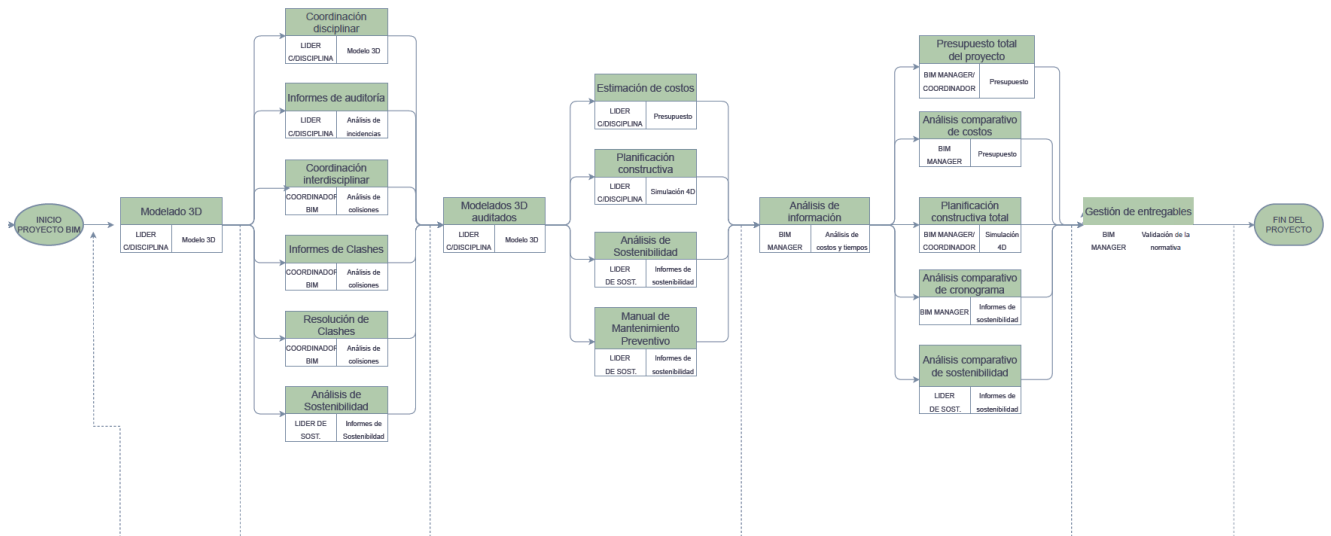 INICIO
PROYECTO BIM
Modelado 3D
LIDER
C/DISCIPLINA
Modelo 3D
Coordinación
disciplinar
LIDER
C/DISCIPLINA
Modelo 3D
Informes de auditoría
LIDER
C/DISCIPLINA
Análisis de
incidencias
Coordinación
interdisciplinar
COORDINADOR
BIM
Análisis de
colisiones
Informes de Clashes
COORDINADOR
BIM
Análisis de
colisiones
Resolución de
Clashes
COORDINADOR
BIM
Análisis de
colisiones
Análisis de
Sostenibilidad
LIDER DE
SOST.
Informes de
Sostenibildad
Modelados 3D
auditados
LIDER
C/DISCIPLINA
Modelo 3D
Estimación de costos
LIDER
C/DISCIPLINA
Presupuesto
Planificación
constructiva
LIDER
C/DISCIPLINA
Simulación 4D
Análisis de
Sostenibilidad
LIDER
DE SOST.
Informes de
sostenibilidad
Manual de
Mantenimiento
Preventivo
LIDER
DE SOST.
Informes de
sostenibilidad
Análisis de
información
BIM
MANAGER
Análisis de
costos y tiempos
Presupuesto total
del proyecto
BIM MANAGER/
COORDINADOR
Presupuesto
Análisis comparativo
de costos
BIM
MANAGER
Presupuesto
Planificación
constructiva total
BIM MANAGER/
COORDINADOR
Simulación
4D
Análisis comparativo
de cronograma
BIM MANAGER
Informes de
sostenibilidad
Análisis comparativo
de sostenibilidad
LIDER
DE SOST.
Informes de
sostenibilidad
Gestión de entregables
BIM
MANAGER
Validación de la
normativa
FIN DEL
PROYECTO